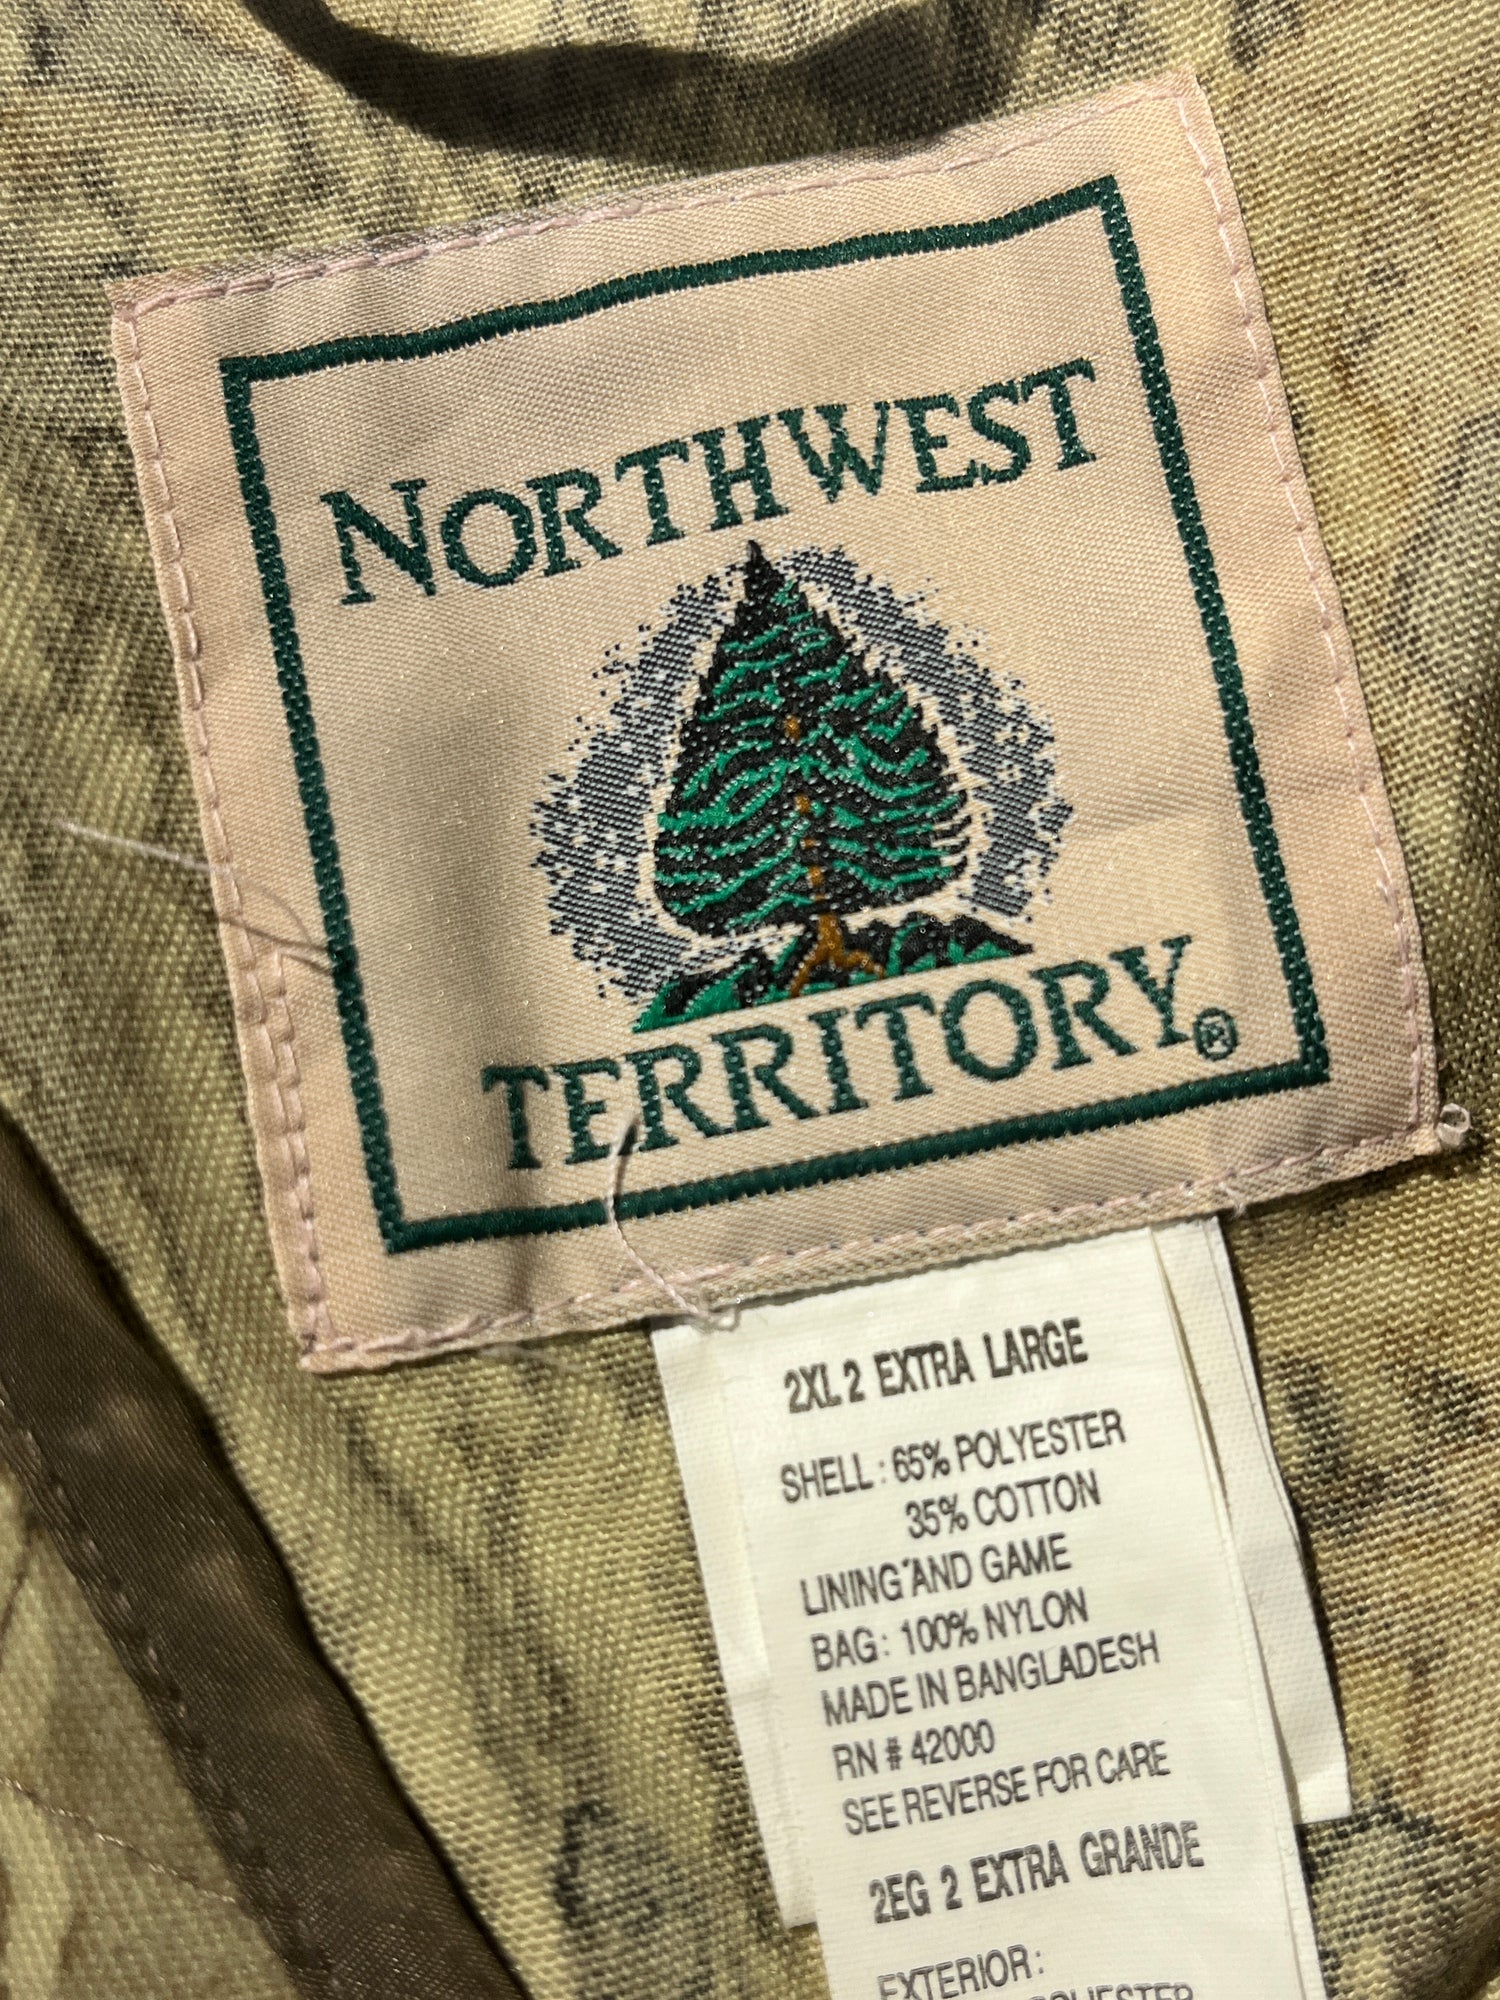 NORTHWEST
TERRITORY®
2XL 2 EXTRA LARGE
SHELL : 65% POLYESTER
35% COTTON
LINING AND GAME
BAG : 100% NYLON
MADE IN BANGLADESH
RN # 42000
SEE REVERSE FOR CARE
2EG 2 EXTRA GRANDE
EXTERIOR :